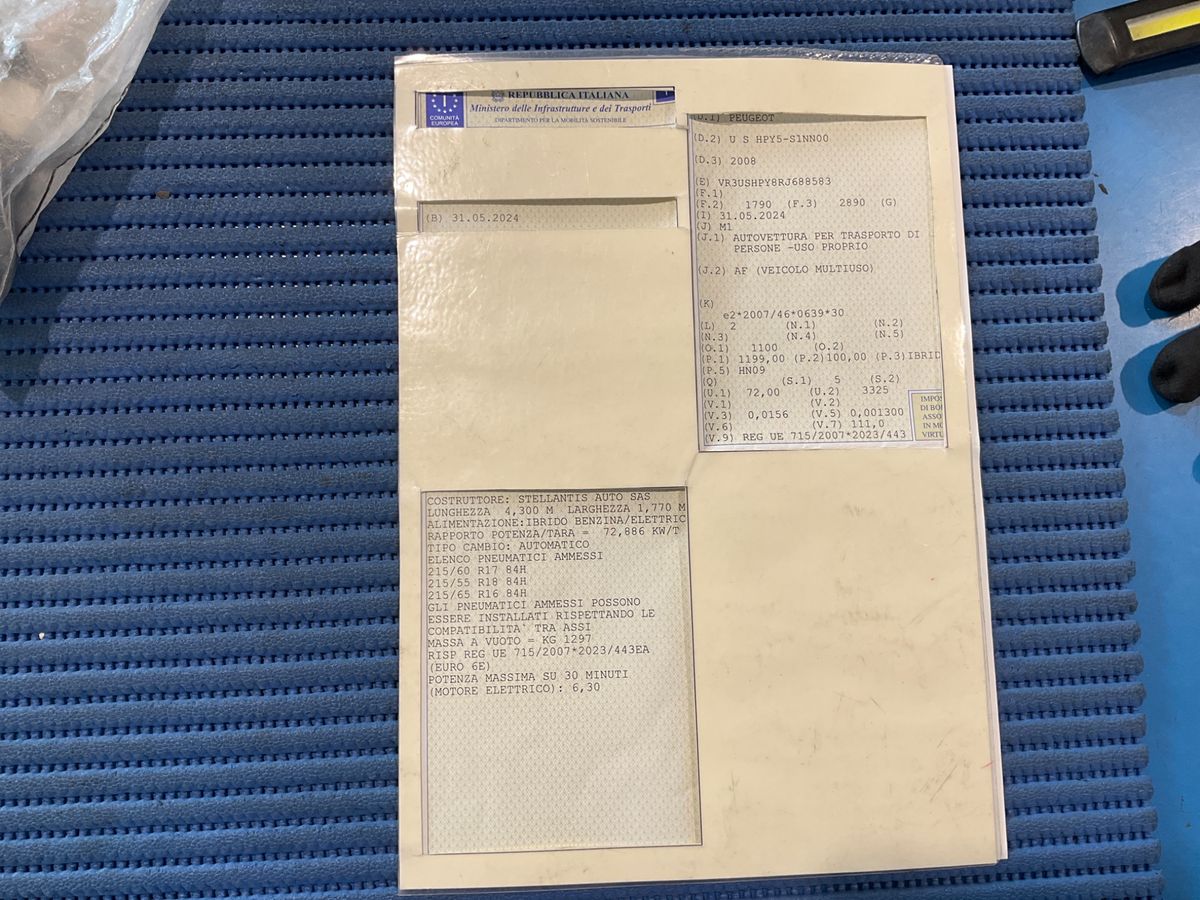 REPUBBLICA ITALIANA
Ministero delle Infrastrutture e dei Trasporti
DIPARTIMENTO PER LA MOBILITÀ SOSTENIBILE
COMUNITÀ
EUROPEA
I
(B) 31.05.2024
(D.1) PEUGEOT
(D.2) U S HPY5-S1NN00
(D.3) 2008
(E) VR3USHPY8RJ688583
(F.1)
(F.2) 1790 (F.3) 2890 (G)
(I) 31.05.2024
(J) M1
(J.1) AUTOVETTURA PER TRASPORTO DI
PERSONE -USO PROPRIO
(J.2) AF (VEICOLO MULTIUSO)
(K)
e2*2007/46*0639*30
(L) 2 (N.1) (N.2)
(N.3) (N.4) (N.5)
(O.1) 1100 (O.2)
(P.1) 1199,00 (P.2)100,00 (P.3)IBRID
(P.5) HN09
(Q) (S.1) 5 (S.2)
(U.1) 72,00 (U.2) 3325
(V.1) (V.2)
(V.3) 0,0156 (V.5) 0,001300
(V.6) (V.7) 111,0
(V.9) REG UE 715/2007*2023/443
IMPOS
DI BOL
ASSO
IN MO
VIRTU
COSTRUTTORE: STELLANTIS AUTO SAS
LUNGHEZZA 4,300 M LARGHEZZA 1,770 M
ALIMENTAZIONE:IBRIDO BENZINA/ELETTRIC
RAPPORTO POTENZA/TARA = 72,886 KW/T
TIPO CAMBIO: AUTOMATICO
ELENCO PNEUMATICI AMMESSI
215/60 R17 84H
215/55 R18 84H
215/65 R16 84H
GLI PNEUMATICI AMMESSI POSSONO
ESSERE INSTALLATI RISPETTANDO LE
COMPATIBILITA` TRA ASSI
MASSA A VUOTO = KG 1297
RISP REG UE 715/2007*2023/443EA
(EURO 6E)
POTENZA MASSIMA SU 30 MINUTI
(MOTORE ELETTRICO): 6,30